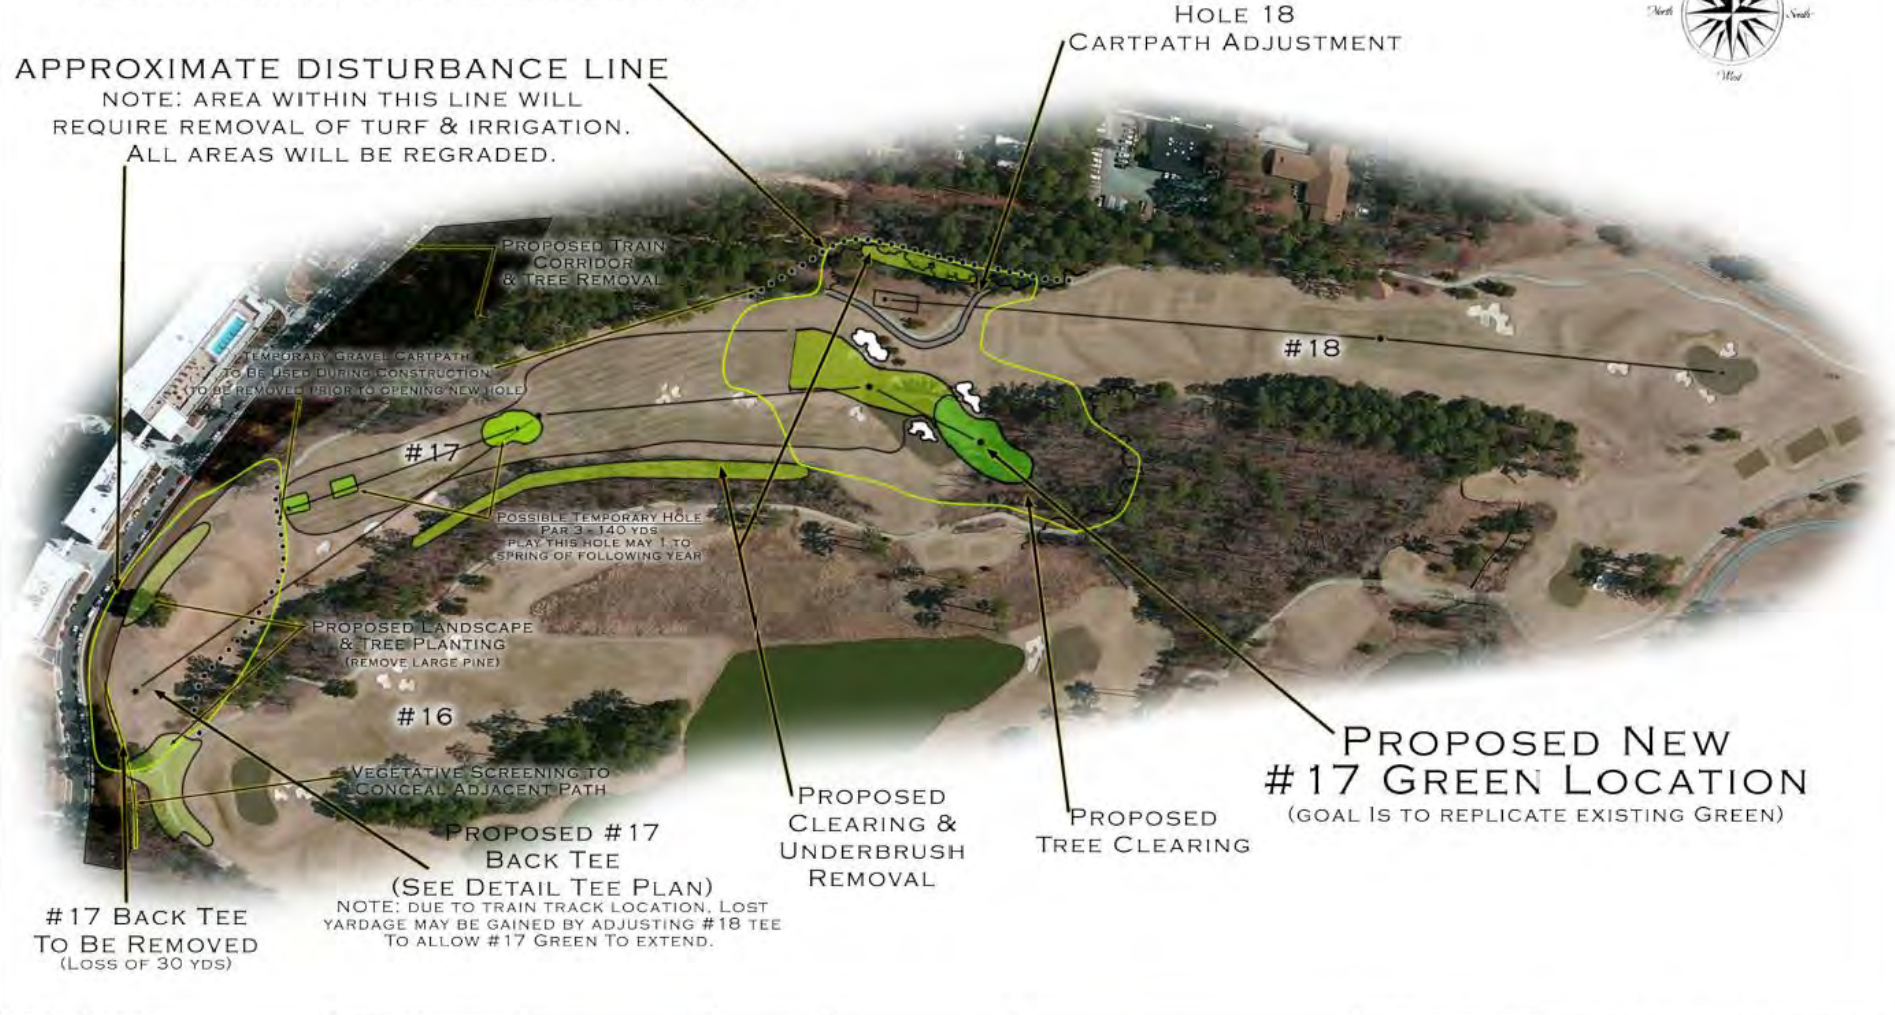 HOLE 18
CARTPATH ADJUSTMENT
North
South
West
APPROXIMATE DISTURBANCE LINE
NOTE: AREA WITHIN THIS LINE WILL
REQUIRE REMOVAL OF TURF & IRRIGATION.
ALL AREAS WILL BE REGRADED.
PROPOSED TRAIN
CORRIDOR
& TREE REMOVAL
TEMPORARY GRAVEL CARTPATH
TO BE USED DURING CONSTRUCTION
(TO BE REMOVED PRIOR TO OPENING NEW HOLE)
#18
#17
POSSIBLE TEMPORARY HOLE
PAR 3 - 140 YDS
PLAY THIS HOLE MAY 1 TO
SPRING OF FOLLOWING YEAR
PROPOSED LANDSCAPE
& TREE PLANTING
(REMOVE LARGE PINE)
#16
VEGETATIVE SCREENING TO
CONCEAL ADJACENT PATH
PROPOSED NEW
#17 GREEN LOCATION
(GOAL IS TO REPLICATE EXISTING GREEN)
PROPOSED
CLEARING &
UNDERBRUSH
REMOVAL
PROPOSED
TREE CLEARING
PROPOSED #17
BACK TEE
(SEE DETAIL TEE PLAN)
NOTE: DUE TO TRAIN TRACK LOCATION, LOST
YARDAGE MAY BE GAINED BY ADJUSTING #18 TEE
TO ALLOW #17 GREEN TO EXTEND.
#17 BACK TEE
TO BE REMOVED
(LOSS OF 30 YDS)